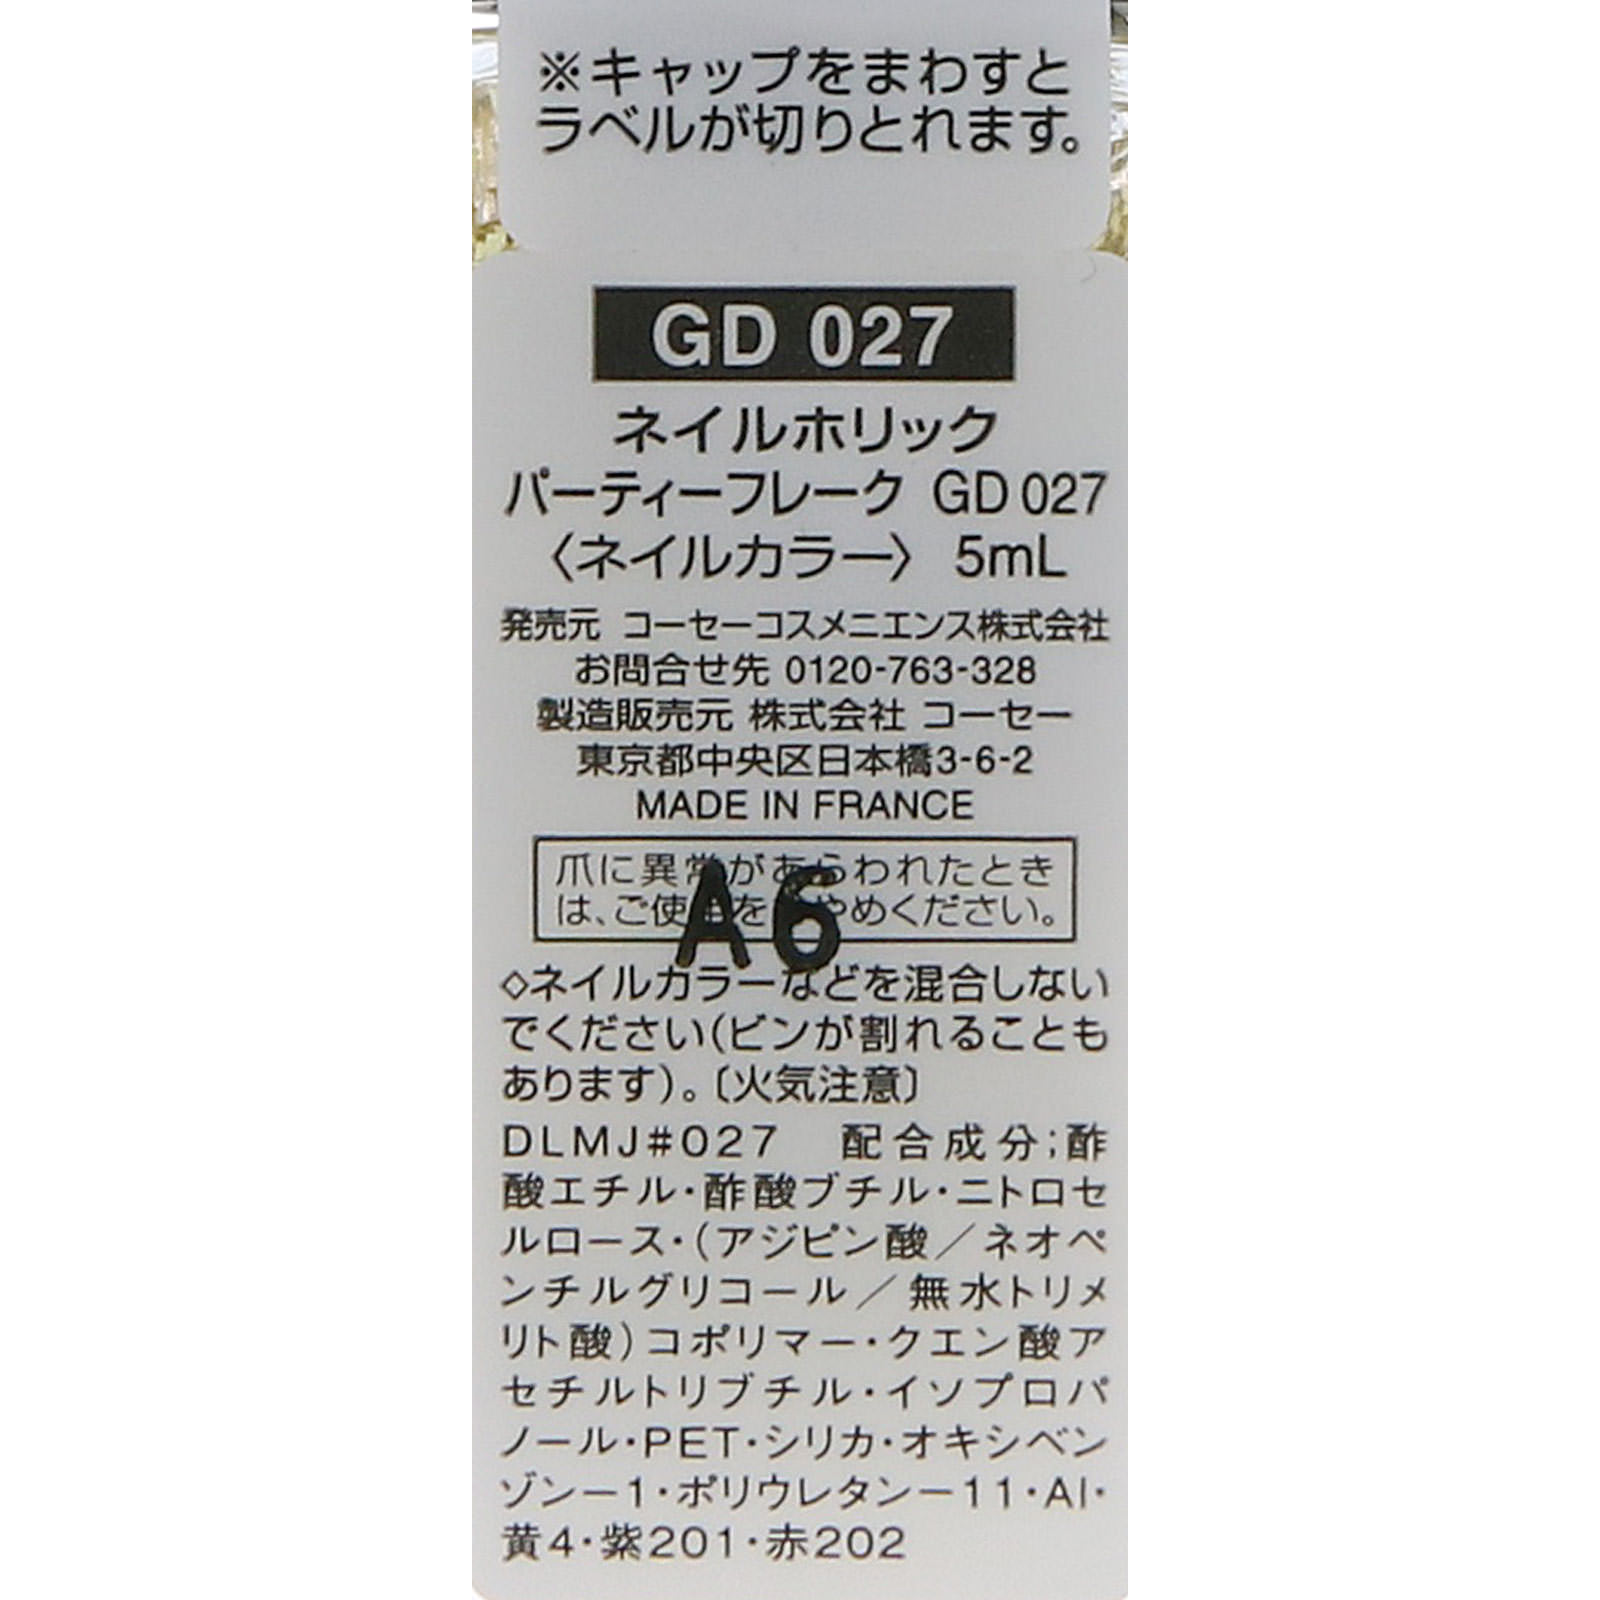 ※キャップをまわすと
ラベルが切りとれます。
GD 027
ネイルホリック
パーティーフレーク GD 027
〈ネイルカラー〉 5mL
発売元 コーセーコスメニエンス株式会社
お問合せ先 0120-763-328
製造販売元 株式会社 コーセー
東京都中央区日本橋3-6-2
MADE IN FRANCE
爪に異常があらわれたとき
は、ご使用をおやめください。
A6
◇ネイルカラーなどを混合しない
でください(ビンが割れることも
あります)。〔火気注意〕
DLMJ#027 配合成分;酢
酸エチル・酢酸ブチル・ニトロセ
ルロース・(アジピン酸/ネオペ
ンチルグリコール/無水トリメ
リト酸)コポリマー・クエン酸ア
セチルトリブチル・イソプロパ
ノール・PET・シリカ・オキシベン
ゾン-1・ポリウレタン-11・Al・
黄4・紫201・赤202